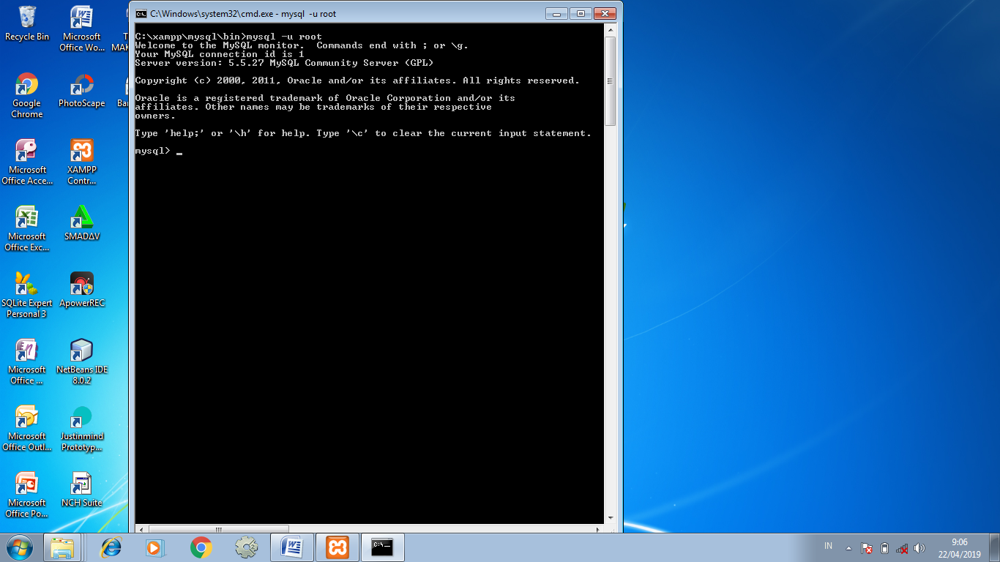 Recycle Bin
Microsoft
Office Wo...
T
MAK
Google
Chrome
PhotoScape
Bar
Microsoft
Office Acce...
XAMPP
Contr...
Microsoft
Office Exc...
SMADΔV
SQLite Expert
Personal 3
ApowerREC
Microsoft
Office ...
NetBeans IDE
8.0.2
Microsoft
Office Outl...
Justinmind
Prototyp...
Microsoft
Office Po...
NCH Suite
C:\Windows\system32\cmd.exe - mysql -u root
C:\xampp\mysql\bin>mysql -u root
Welcome to the MySQL monitor.  Commands end with ; or \g.
Your MySQL connection id is 1
Server version: 5.5.27 MySQL Community Server (GPL)
Copyright (c) 2000, 2011, Oracle and/or its affiliates. All rights reserved.
Oracle is a registered trademark of Oracle Corporation and/or its
affiliates. Other names may be trademarks of their respective
owners.
Type 'help;' or '\h' for help. Type '\c' to clear the current input statement.
mysql> _
IN
9:06
22/04/2019